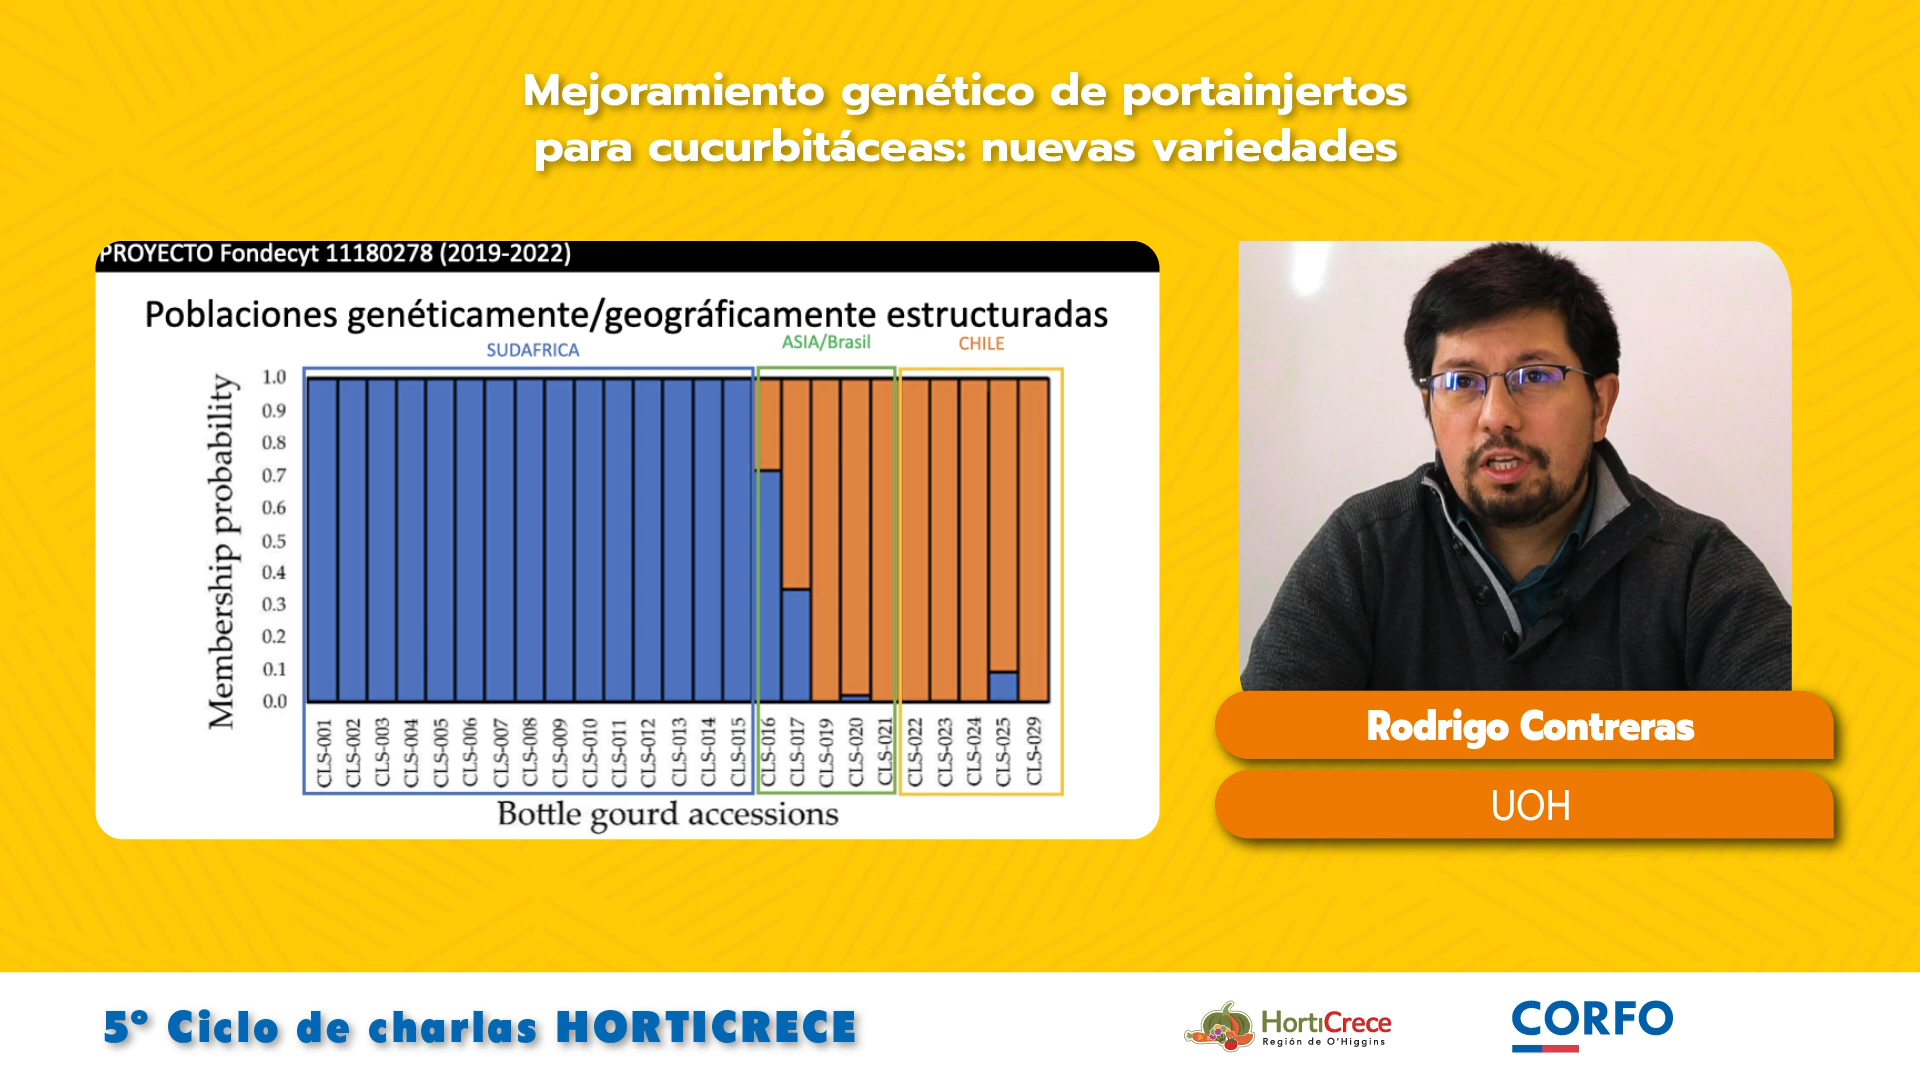 Mejoramiento genético de portainjertos
para cucurbitáceas: nuevas variedades
PROYECTO Fondecyt 11180278 (2019-2022)
Poblaciones genéticamente/geográficamente estructuradas
SUDAFRICA
ASIA/Brasil
CHILE
Membership probability
1.0
0.9
0.8
0.7
0.6
0.5
0.4
0.3
0.2
0.1
0.0
CLS-001
CLS-002
CLS-003
CLS-004
CLS-005
CLS-006
CLS-007
CLS-008
CLS-009
CLS-010
CLS-011
CLS-012
CLS-013
CLS-014
CLS-015
CLS-016
CLS-017
CLS-019
CLS-020
CLS-021
CLS-022
CLS-023
CLS-024
CLS-025
CLS-029
Bottle gourd accessions
Rodrigo Contreras
UOH
5° Ciclo de charlas HORTICRECE
HortiCrece
Región de O'Higgins
CORFO